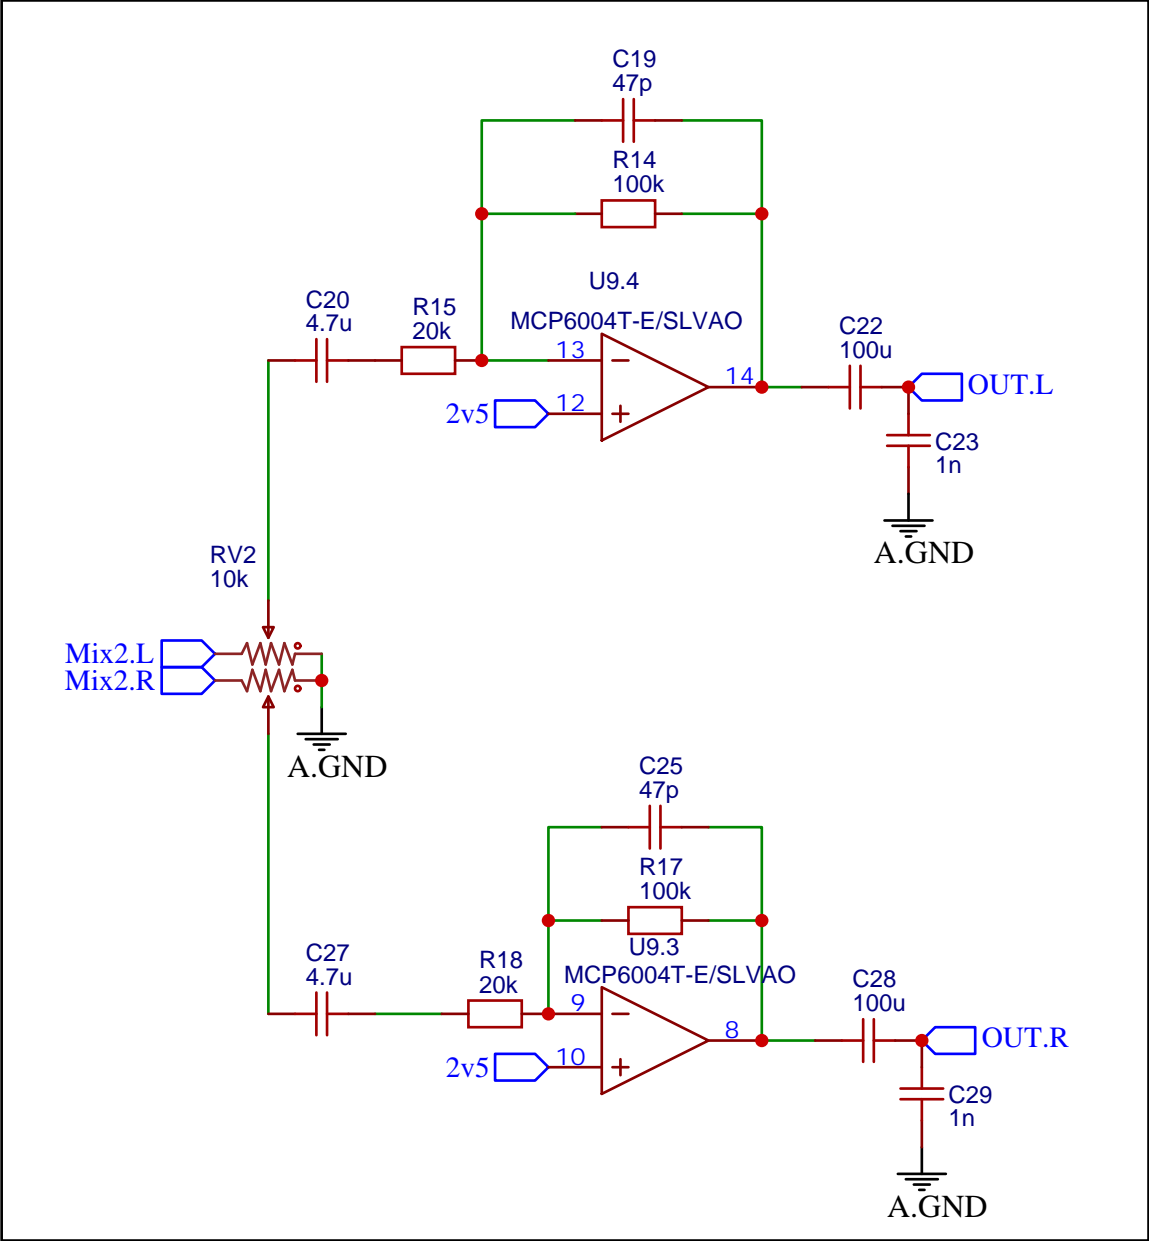 C19
47p
R14
100k
U9.4
MCP6004T-E/SLVAO
C20
4.7u
R15
20k
13
12
14
2v5
C22
100u
OUT.L
C23
1n
A.GND
RV2
10k
Mix2.L
Mix2.R
A.GND
C25
47p
R17
100k
U9.3
MCP6004T-E/SLVAO
C27
4.7u
R18
20k
9
10
8
2v5
C28
100u
OUT.R
C29
1n
A.GND